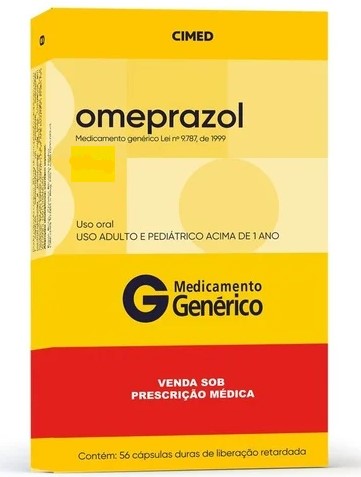 CIMED
omeprazol
Medicamento genérico Lei nº 9.787, de 1999
Uso oral
USO ADULTO E PEDIÁTRICO ACIMA DE 1 ANO
G Medicamento
Genérico
VENDA SOB
PRESCRIÇÃO MÉDICA
Contém: 56 cápsulas duras de liberação retardada